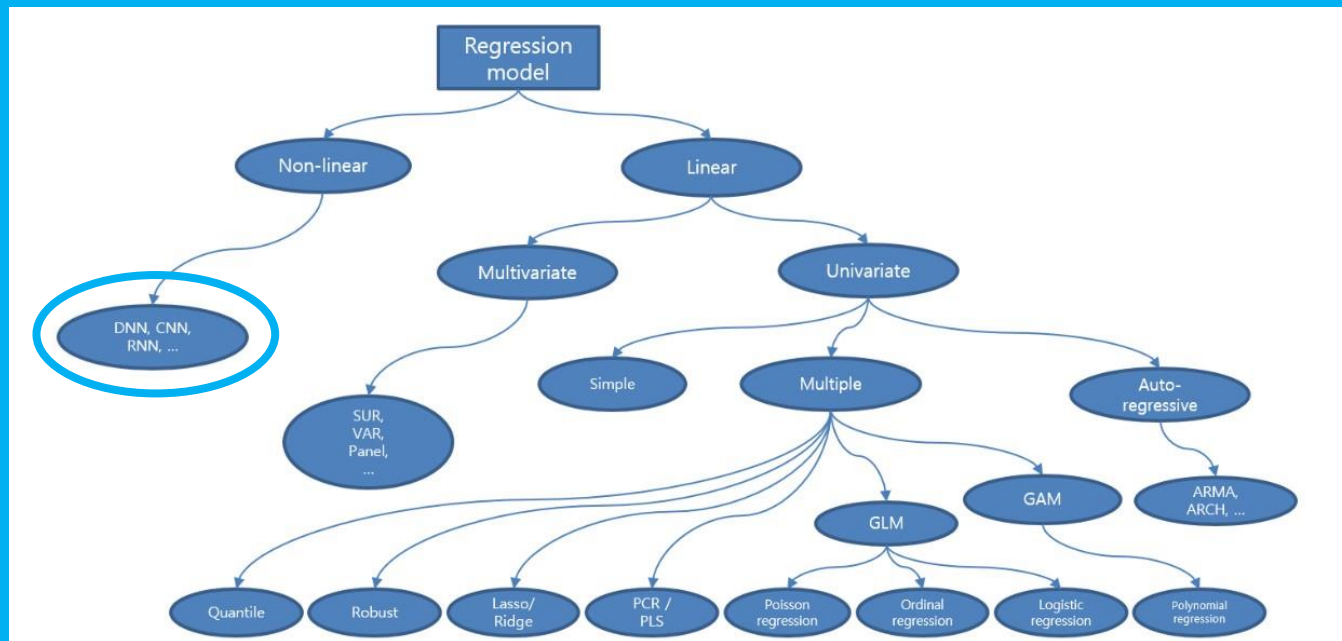 Regression
model
Non-linear
Linear
Multivariate
Univariate
DNN, CNN,
RNN, ...
Simple
Multiple
Auto-
regressive
SUR,
VAR,
Panel,
...
GLM
GAM
ARMA,
ARCH, ...
Quantile
Robust
Lasso/
Ridge
PCR /
PLS
Poisson
regression
Ordinal
regression
Logistic
regression
Polynomial
regression